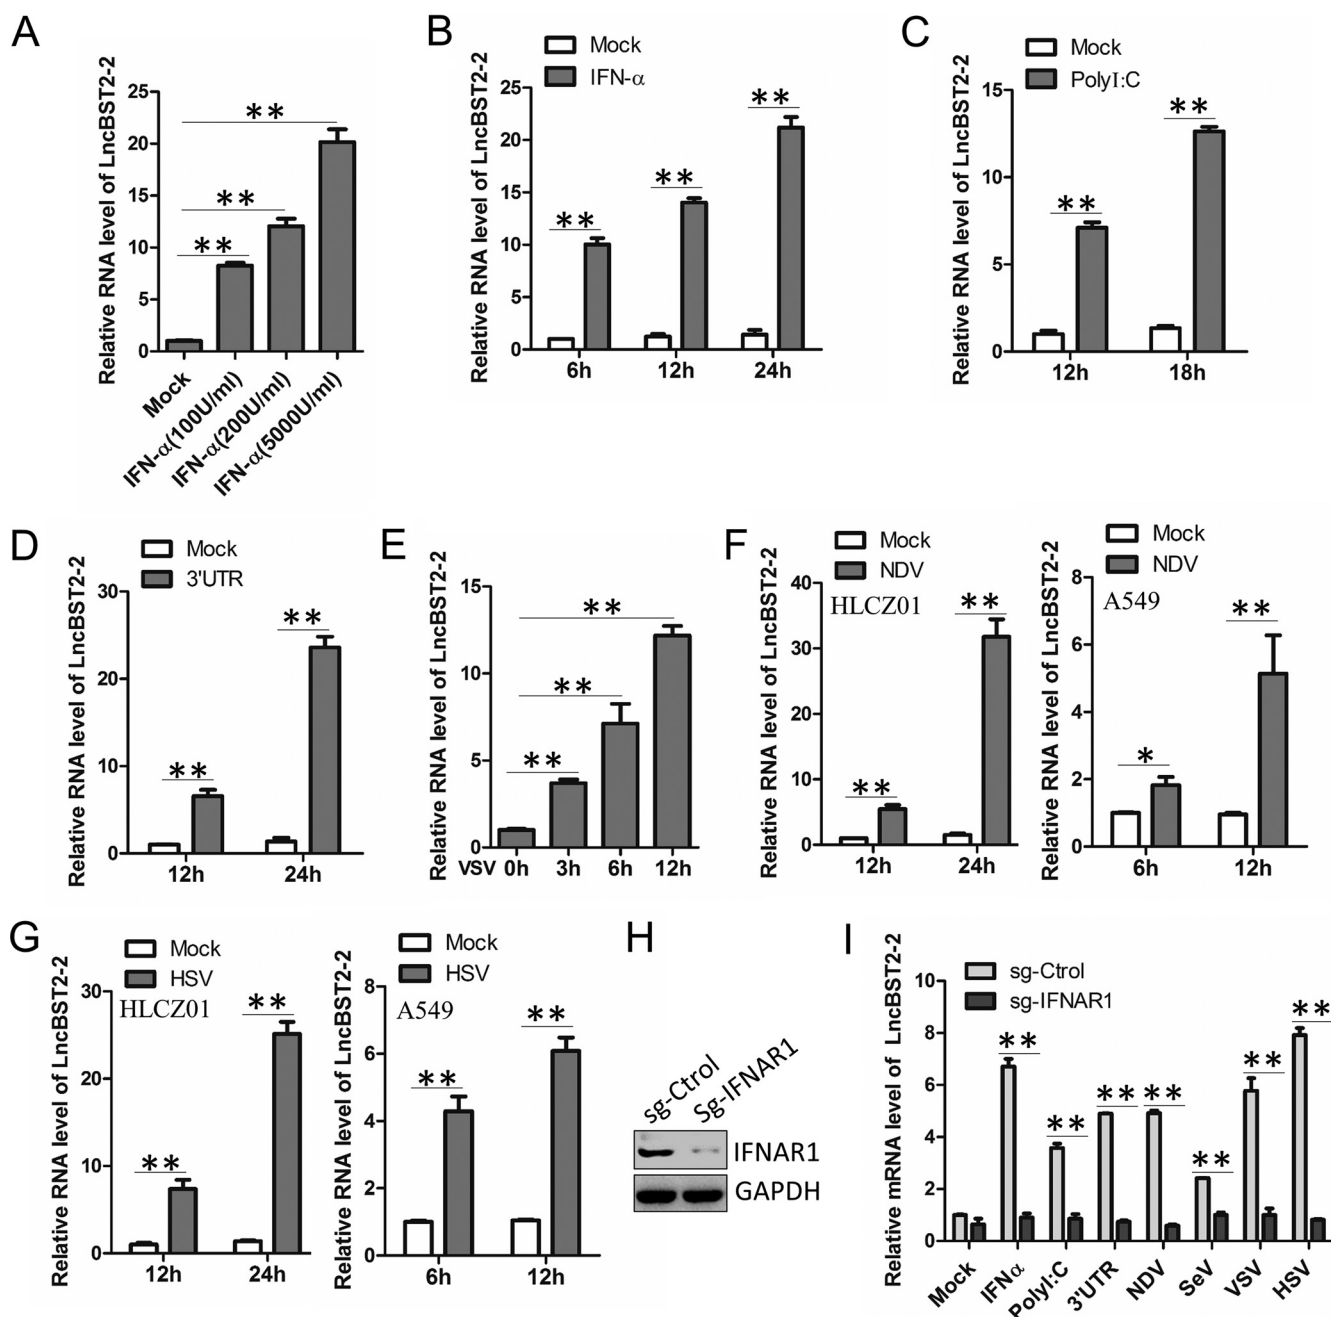 A
Relative RNA level of LncBST2-2
25
20
15
10
5
0
**
**
**
Mock
IFN-α(100U/ml)
IFN-α(200U/ml)
IFN-α(5000U/ml)
B
Mock
IFN-α
Relative RNA level of LncBST2-2
25
20
15
10
5
0
**
**
**
6h
12h
24h
C
Mock
PolyI:C
Relative RNA level of LncBST2-2
15
10
5
0
**
**
12h
18h
D
Mock
3'UTR
Relative RNA level of LncBST2-2
30
20
10
0
**
**
12h
24h
E
Relative RNA level of LncBST2-2
15
10
5
0
**
**
**
VSV 0h 3h 6h 12h
F
Mock
NDV
HLCZ01
Relative RNA level of LncBST2-2
40
30
20
10
0
**
**
12h
24h
Mock
NDV
A549
Relative RNA level of LncBST2-2
8
6
4
2
0
*
**
6h
12h
G
Mock
HSV
HLCZ01
Relative RNA level of LncBST2-2
30
20
10
0
**
**
12h
24h
Mock
HSV
A549
Relative RNA level of LncBST2-2
8
6
4
2
0
**
**
6h
12h
H
sg-Ctrol
Sg-IFNAR1
IFNAR1
GAPDH
I
sg-Ctrol
sg-IFNAR1
Relative mRNA level of LncBST2-2
10
8
6
4
2
0
**
**
**
**
**
**
**
Mock
IFNα
PolyI:C
3'UTR
NDV
SeV
VSV
HSV